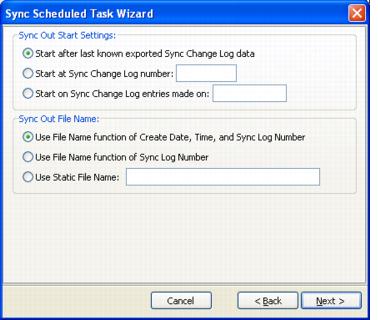 Sync Scheduled Task Wizard
Sync Out Start Settings:
Start after last known exported Sync Change Log data
Start at Sync Change Log number:
Start on Sync Change Log entries made on:
Sync Out File Name:
Use File Name function of Create Date, Time, and Sync Log Number
Use File Name function of Sync Log Number
Use Static File Name:
Cancel < Back Next >